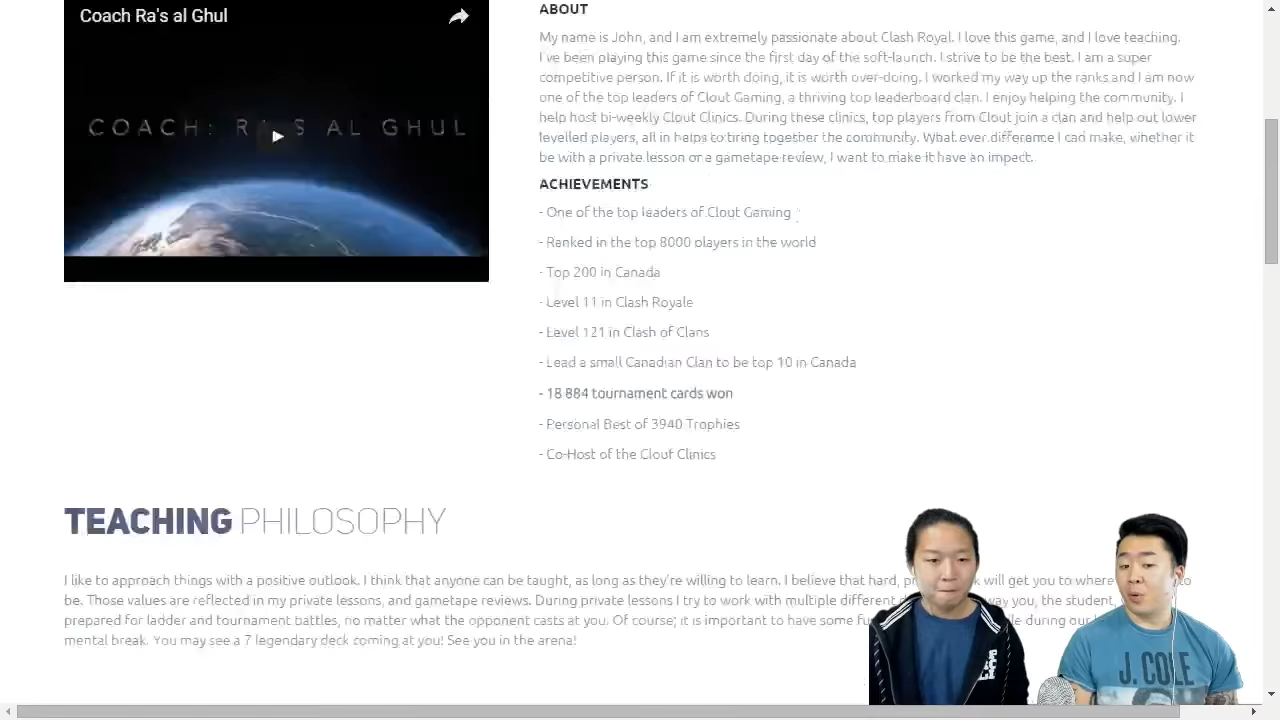 Coach Ra's al Ghul
COACH: RA'S AL GHUL
ABOUT
My name is John, and I am extremely passionate about Clash Royal. I love this game, and I love teaching.
I've been playing this game since the first day of the soft-launch. I strive to be the best. I am a super
competitive person. If it is worth doing, it is worth over-doing. I worked my way up the ranks and I am now
one of the top leaders of Clout Gaming, a thriving top leaderboard clan. I enjoy helping the community. I
help host bi-weekly Clout Clinics. During these clinics, top players from Clout join a clan and help out lower
levelled players, all in helps to bring together the community. What ever difference I can make, whether it
be with a private lesson or a gametape review, I want to make it have an impact.
ACHIEVEMENTS
- One of the top leaders of Clout Gaming
- Ranked in the top 8000 players in the world
- Top 200 in Canada
- Level 11 in Clash Royale
- Level 121 in Clash of Clans
- Lead a small Canadian Clan to be top 10 in Canada
- 18 884 tournament cards won
- Personal Best of 3940 Trophies
- Co-Host of the Clout Clinics
TEACHING PHILOSOPHY
I like to approach things with a positive outlook. I think that anyone can be taught, as long as they're willing to learn. I believe that hard, will get you to where to
be. Those values are reflected in my private lessons, and gametape reviews. During private lessons I try to work with multiple different way you, the student,
prepared for ladder and tournament battles, no matter what the opponent casts at you. Of course; it is important to have some during our
mental break. You may see a 7 legendary deck coming at you! See you in the arena!
J. COLE